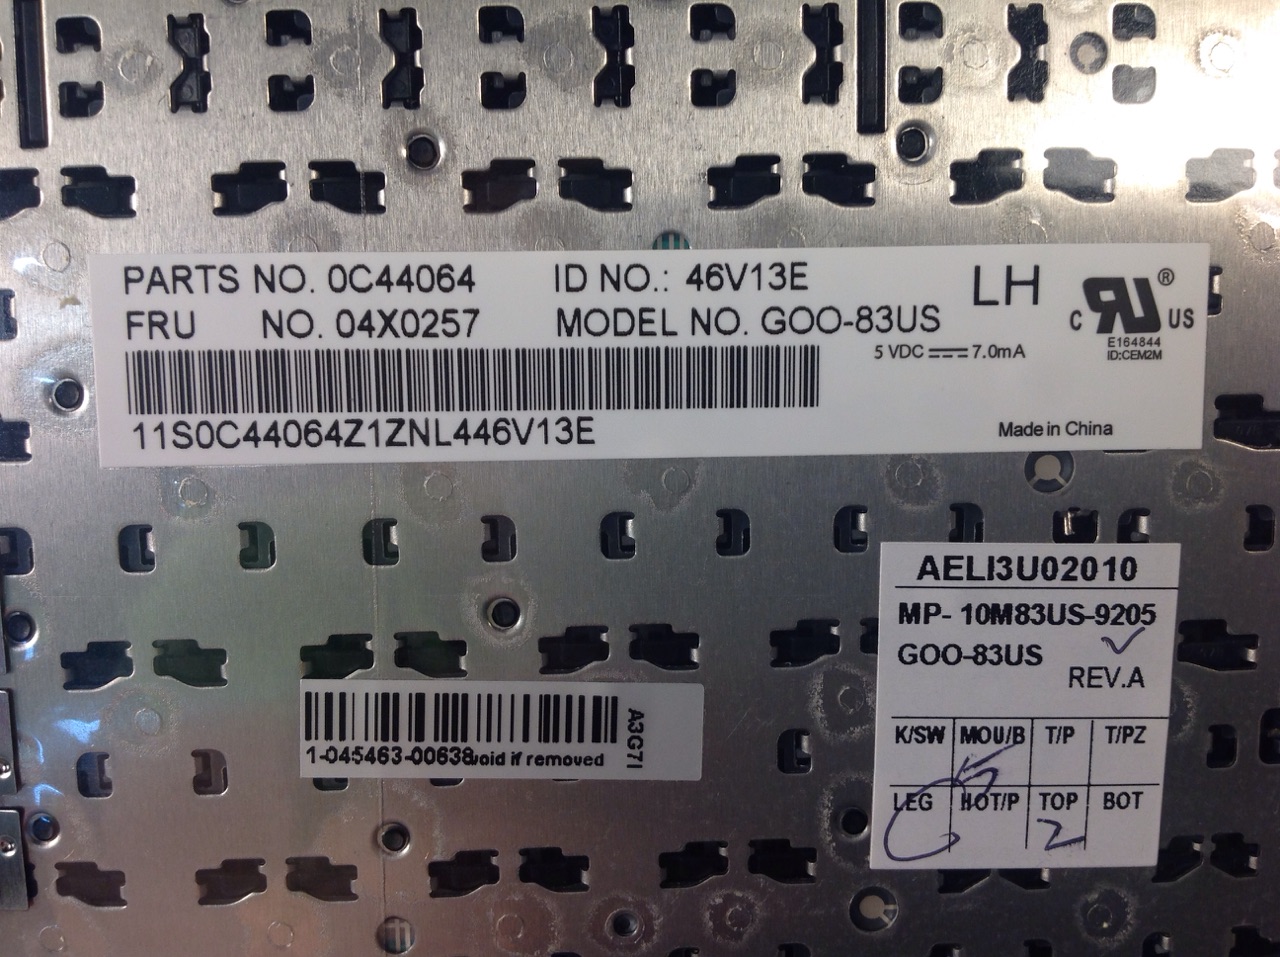 PARTS NO. 0C44064 ID NO.: 46V13E LH
FRU NO. 04X0257 MODEL NO. GOO-83US
c RU ® US
E164844
ID:CEM2M
5 VDC 7.0mA
11S0C44064Z1ZNL446V13E
Made in China
AELI3U02010
MP- 10M83US-9205
GOO-83US
REV.A
K/SW MOU/B T/P T/PZ
LEG HOT/P TOP BOT
2
1-045463-00638 void if removed
A3G7I